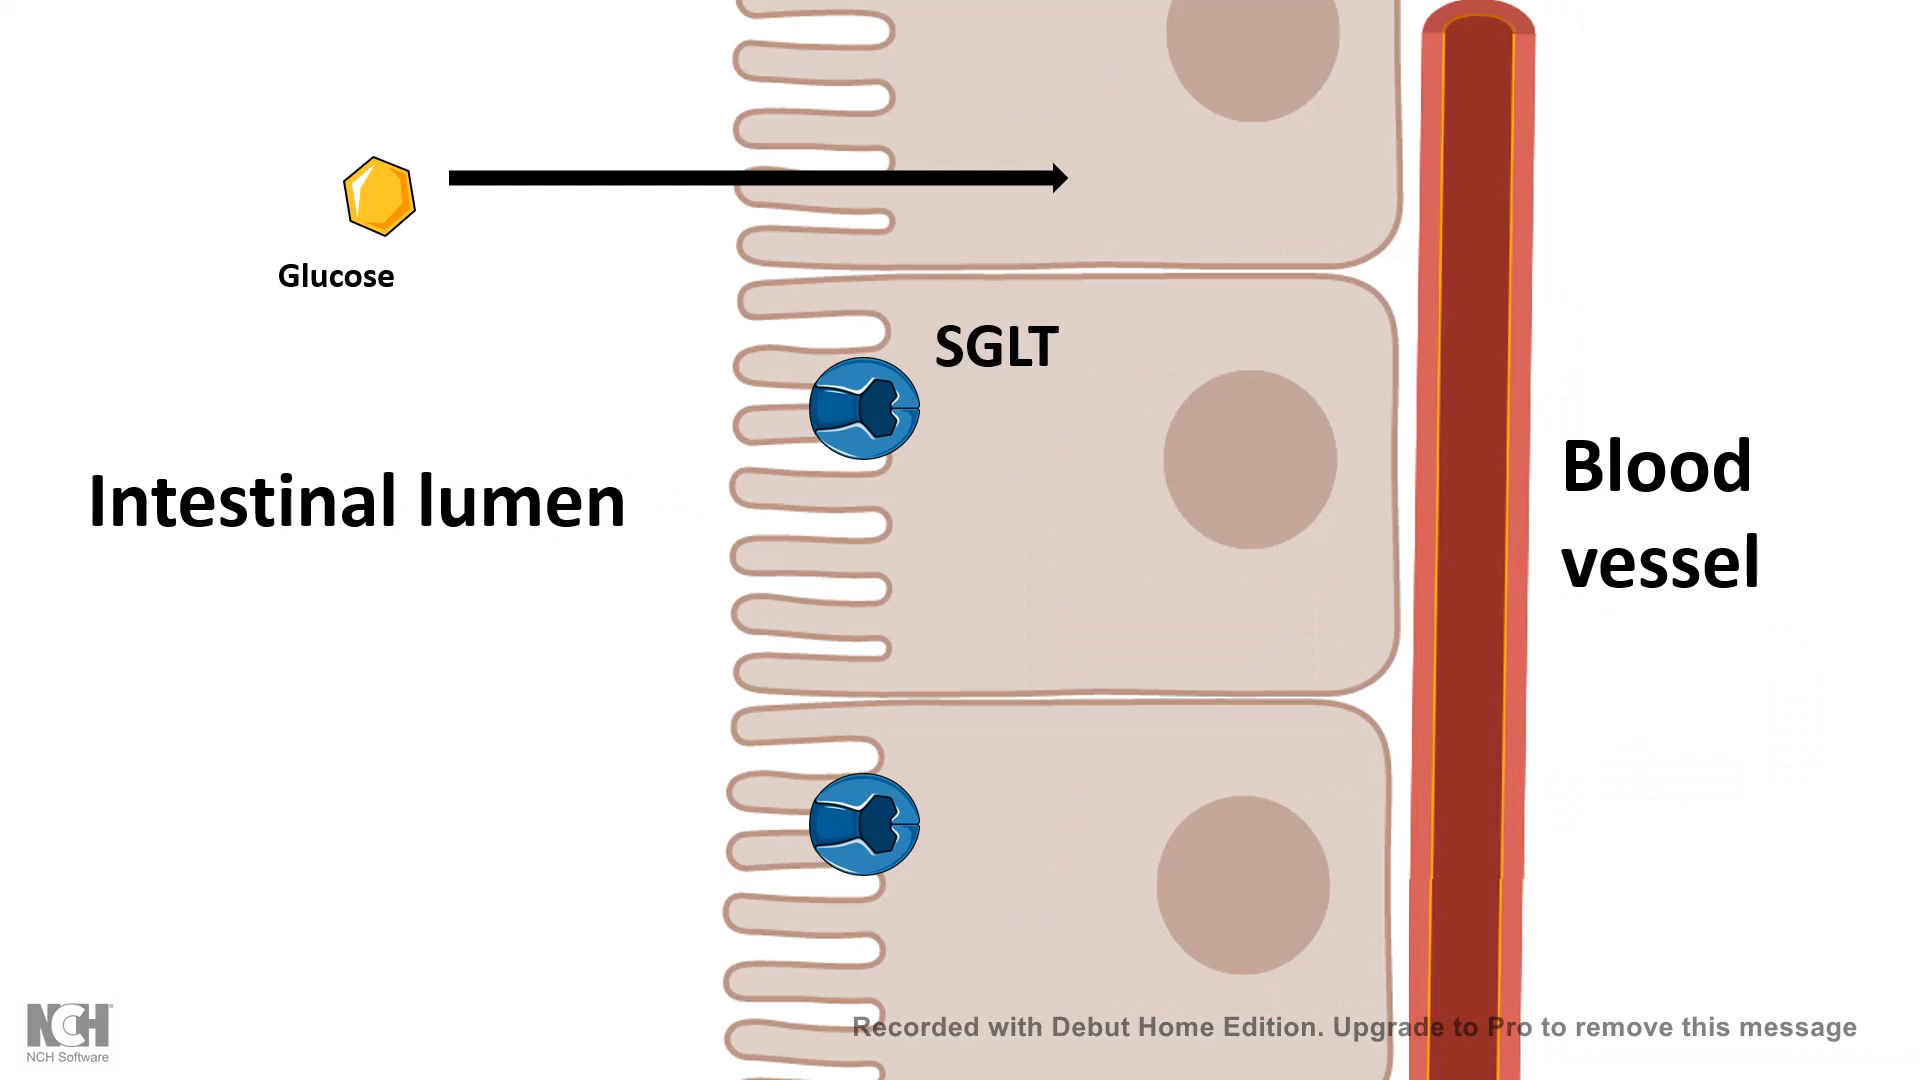 Glucose
SGLT
Intestinal lumen
Blood
vessel
NCH
NCH Software
Recorded with Debut Home Edition. Upgrade to Pro to remove this message